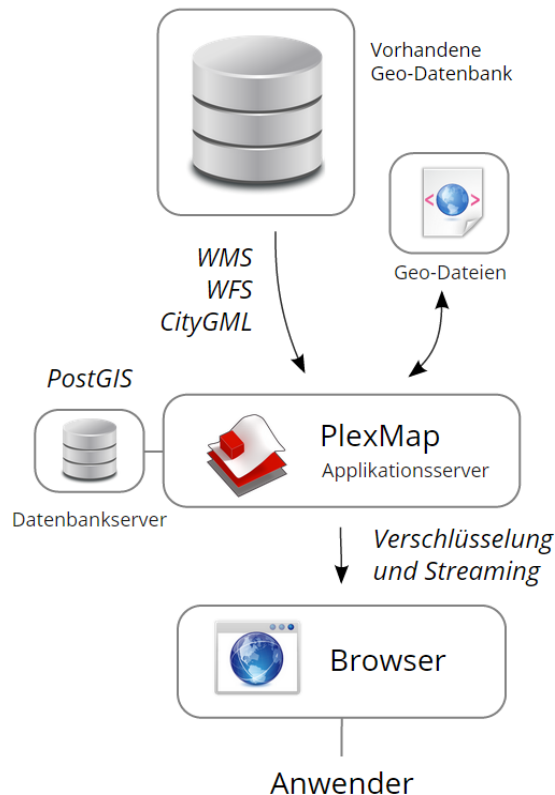 Vorhandene
Geo-Datenbank
WMS
WFS
CityGML
Geo-Dateien
PostGIS
Datenbankserver
PlexMap
Applikationsserver
Verschlüsselung
und Streaming
Browser
Anwender